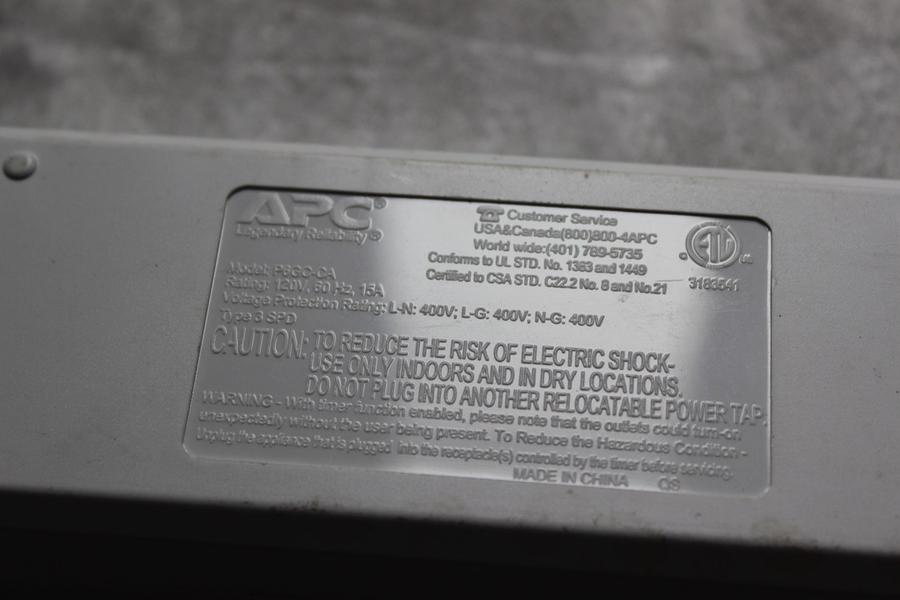 APC®
Legendary Reliability®
Customer Service
USA&Canada(800)800-4APC
World wide:(401) 789-5735
Conforms to UL STD. No. 1363 and 1449
Certified to CSA STD. C22.2 No. 8 and No.21
ETL
3183541
Model: P6GC-CA
Rating: 120V, 60 Hz, 15A
Voltage Protection Rating: L-N: 400V; L-G: 400V; N-G: 400V
Type 3 SPD
CAUTION: TO REDUCE THE RISK OF ELECTRIC SHOCK-
USE ONLY INDOORS AND IN DRY LOCATIONS.
DO NOT PLUG INTO ANOTHER RELOCATABLE POWER TAP.
WARNING - With timer function enabled, please note that the outlets could turn-on
unexpectedly without the user being present. To Reduce the Hazardous Condition -
Unplug the appliance that is plugged into the receptacle(s) controlled by the timer before servicing.
MADE IN CHINA QS